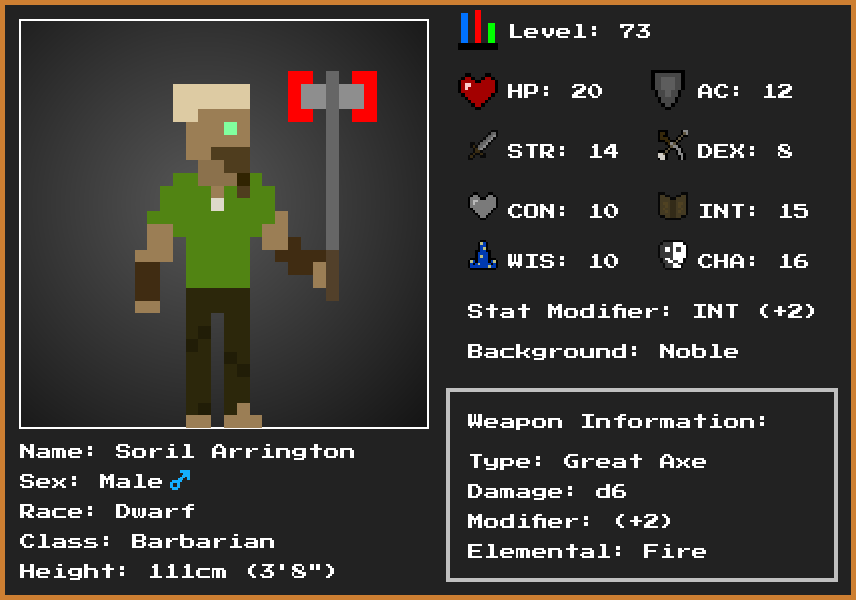 Level: 73
HP: 20 AC: 12
STR: 14 DEX: 8
CON: 10 INT: 15
WIS: 10 CHA: 16
Stat Modifier: INT (+2)
Background: Noble
Weapon Information:
Type: Great Axe
Damage: d6
Modifier: (+2)
Elemental: Fire
Name: Soril Arrington
Sex: Male ♂
Race: Dwarf
Class: Barbarian
Height: 111cm (3'8")